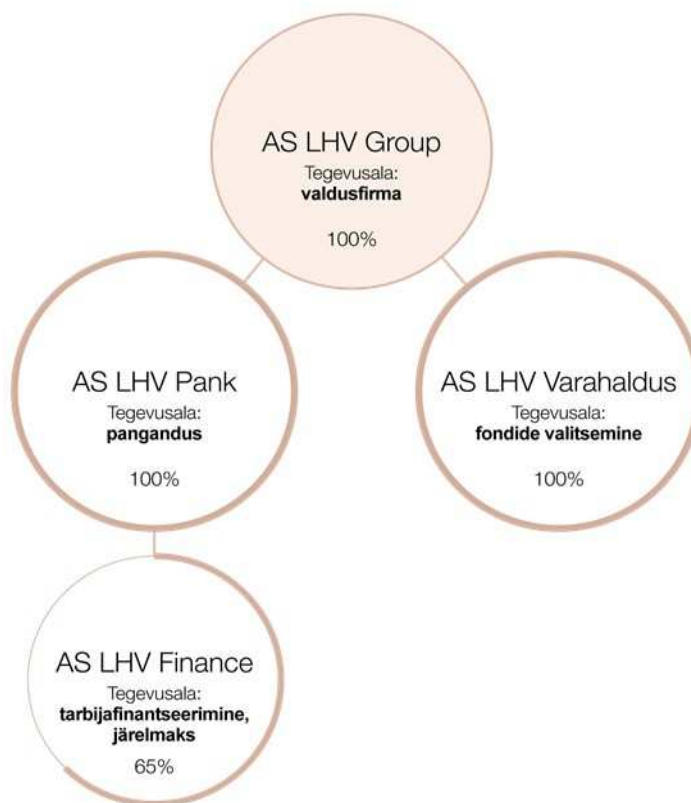 AS LHV Group
Tegevusala:
valdusfirma
100%
AS LHV Pank
Tegevusala:
pangandus
100%
AS LHV Varahaldus
Tegevusala:
fondide valitsemine
100%
AS LHV Finance
Tegevusala:
tarbijafinantseerimine,
järelmaks
65%